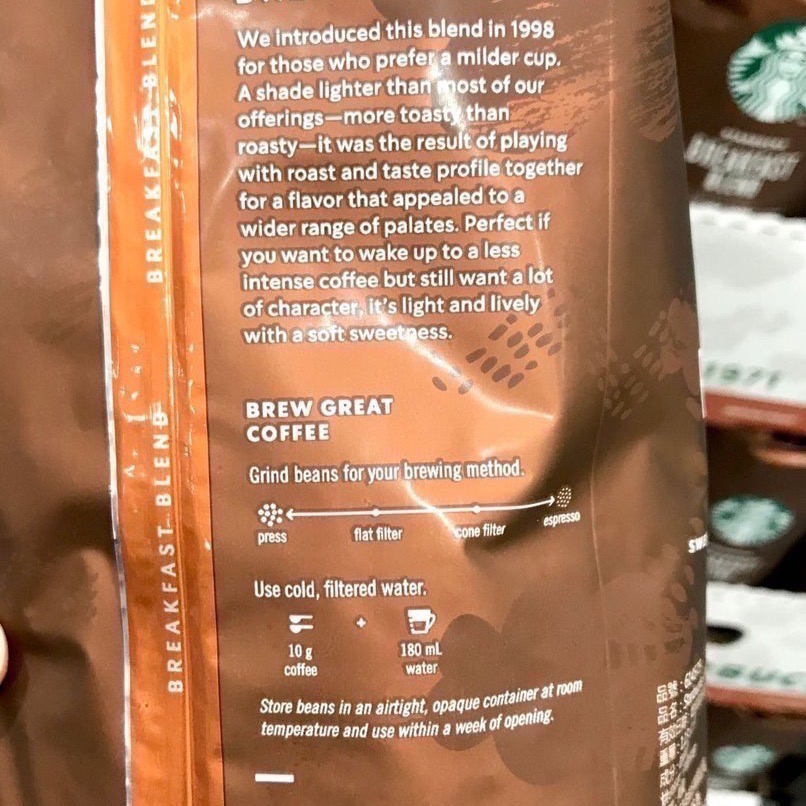 BREAKFAST BLEND
BREAKFAST BLEND
We introduced this blend in 1998
for those who prefer a milder cup.
A shade lighter than most of our
offerings—more toasty than
roasty—it was the result of playing
with roast and taste profile together
for a flavor that appealed to a
wider range of palates. Perfect if
you want to wake up to a less
intense coffee but still want a lot
of character, it's light and lively
with a soft sweetness.
BREW GREAT
COFFEE
Grind beans for your brewing method.
press flat filter cone filter espresso
Use cold, filtered water.
+
10 g 180 mL
coffee water
Store beans in an airtight, opaque container at room
temperature and use within a week of opening.
BREAKFAST
BLEND
1971
品號:
品名: